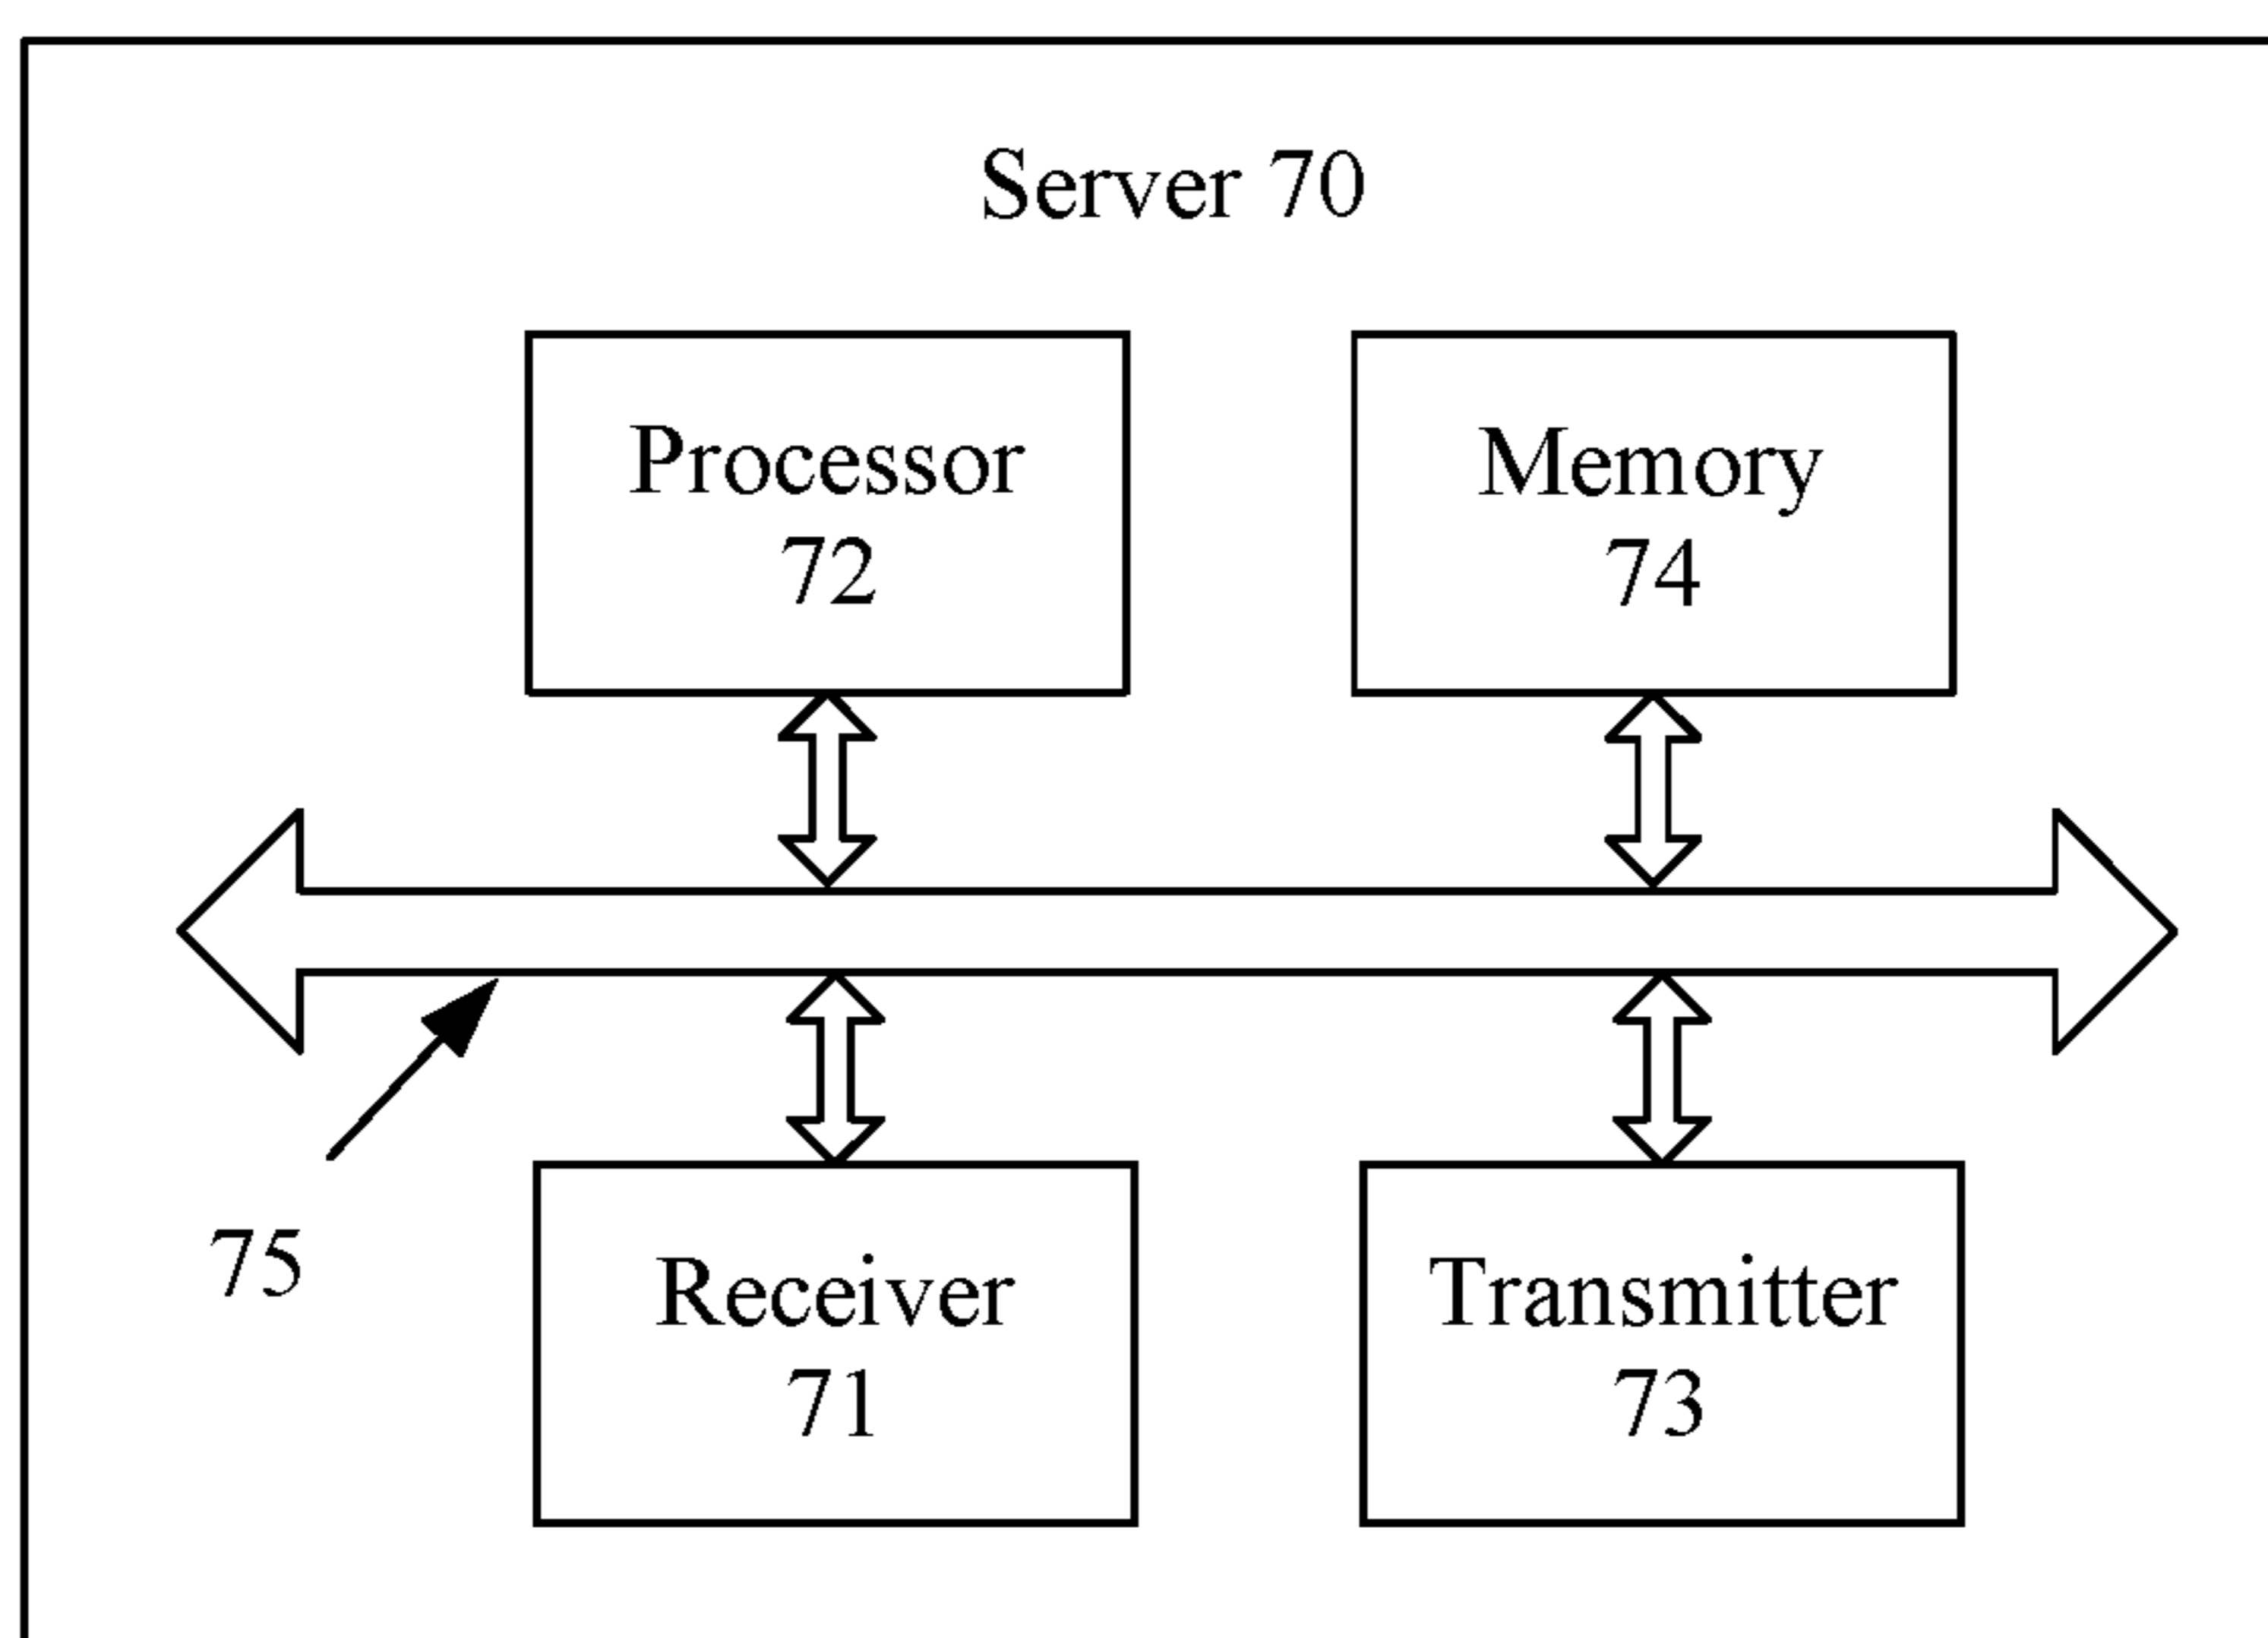 Server 70
Processor
72
Memory
74
75
Receiver
71
Transmitter
73